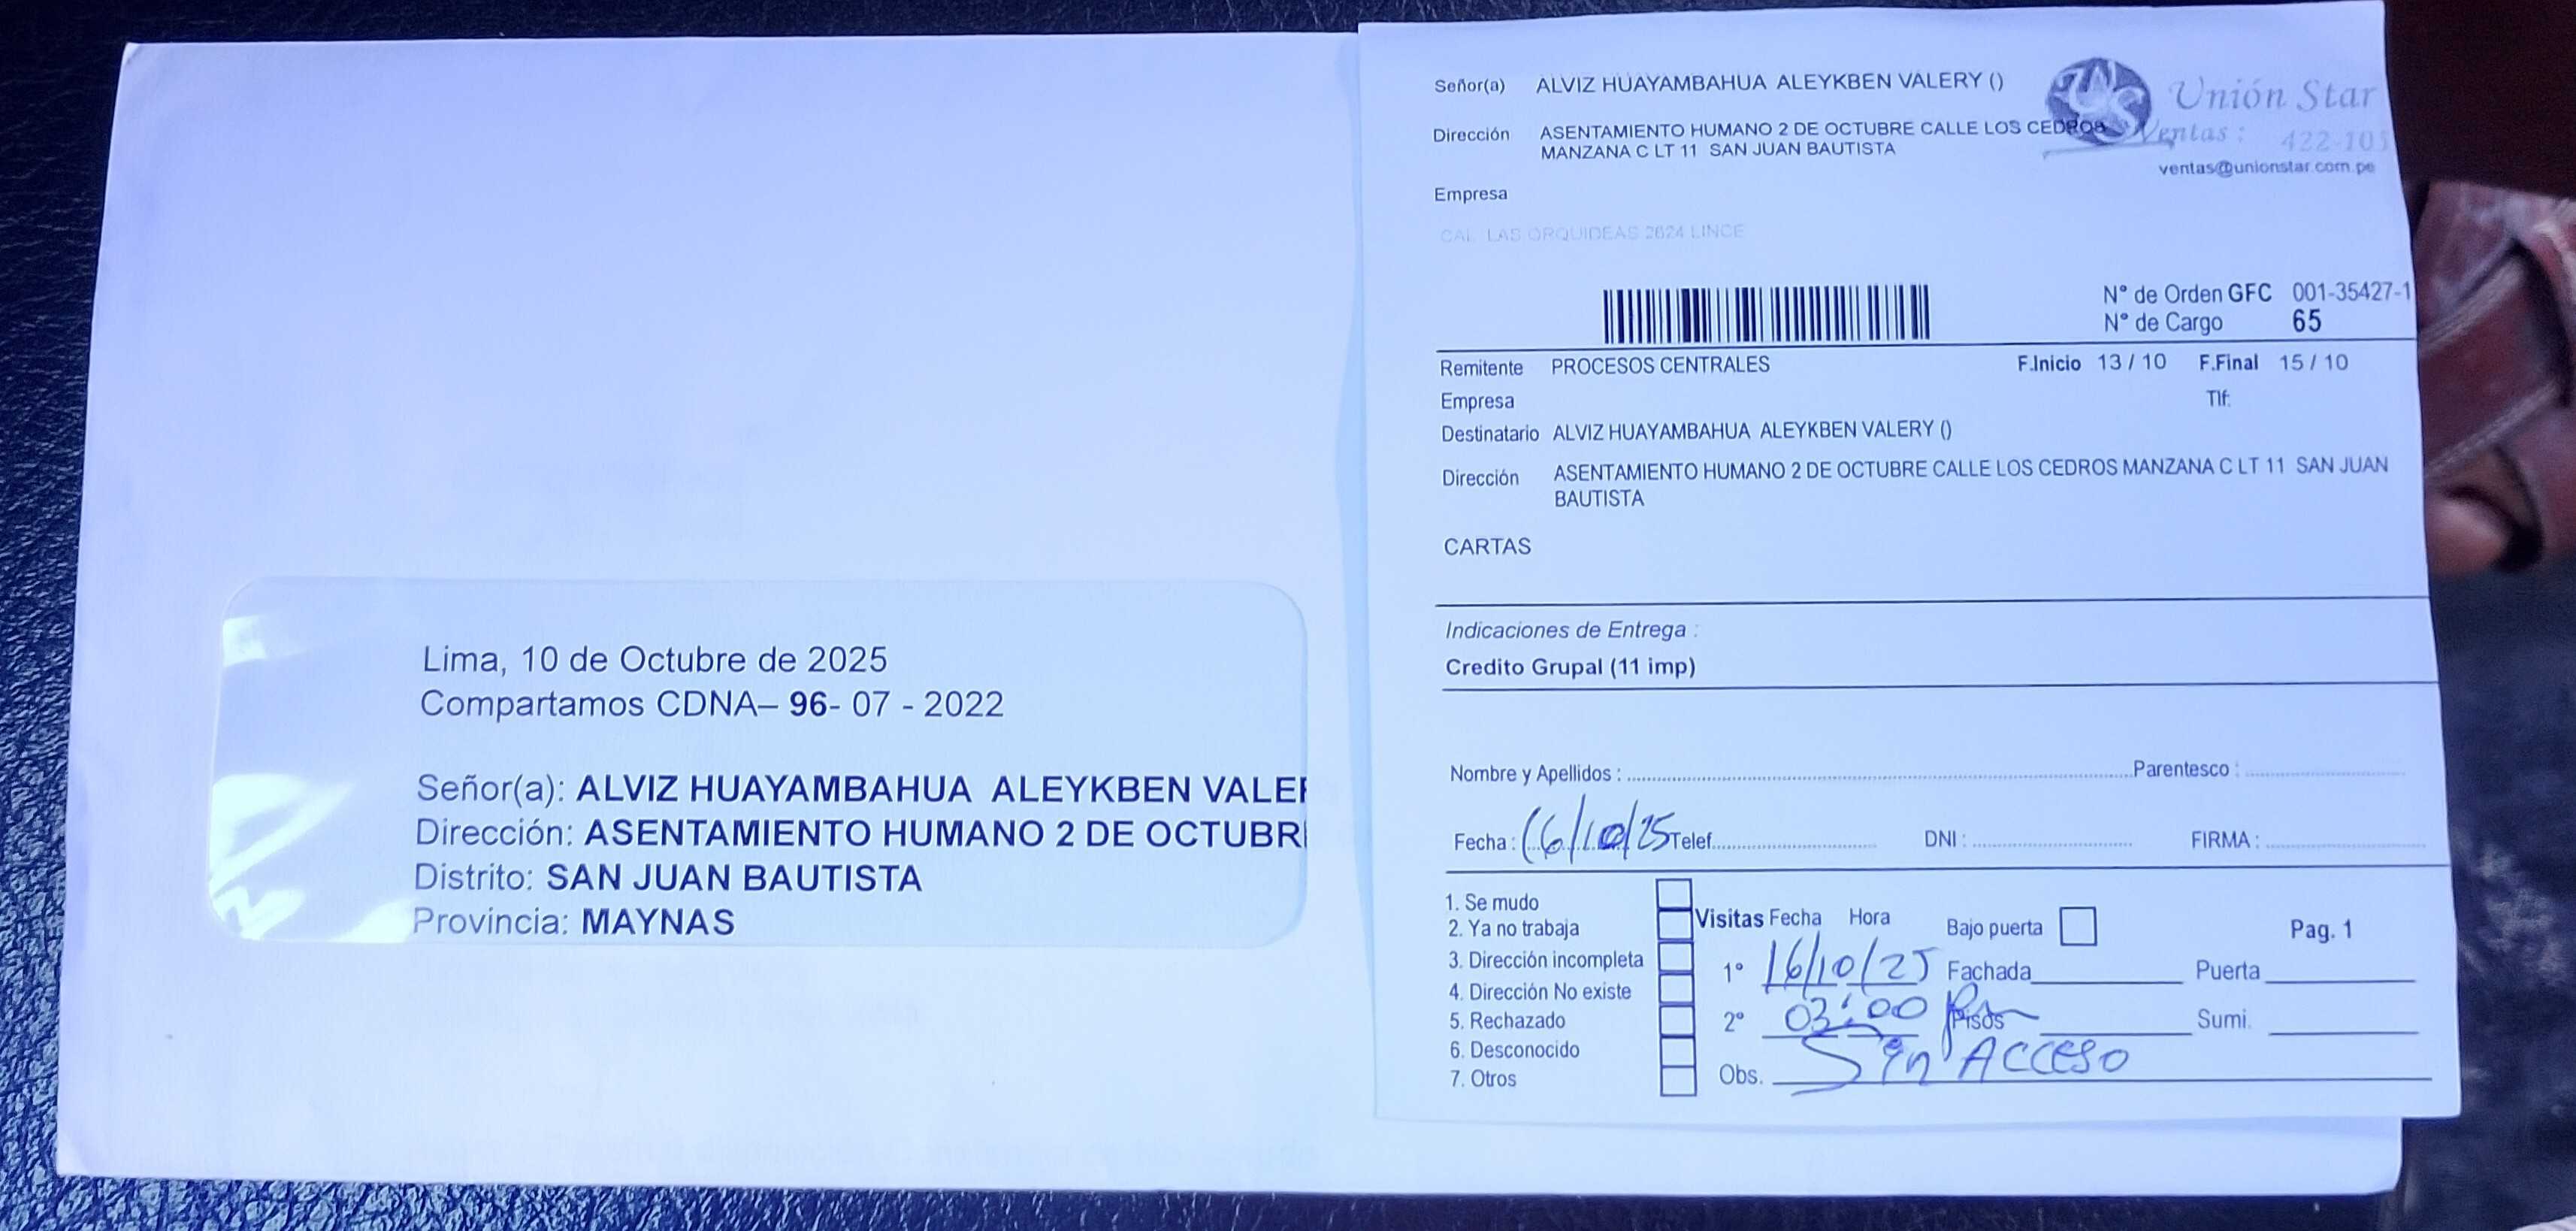 Lima, 10 de Octubre de 2025
Compartamos CDNA– 96- 07 - 2022
Señor(a): ALVIZ HUAYAMBAHUA ALEYKBEN VALER
Dirección: ASENTAMIENTO HUMANO 2 DE OCTUBR
Distrito: SAN JUAN BAUTISTA
Provincia: MAYNAS
Señor(a) ALVIZ HUAYAMBAHUA ALEYKBEN VALERY ()
Unión Star
Dirección ASENTAMIENTO HUMANO 2 DE OCTUBRE CALLE LOS CEDROS
MANZANA C LT 11 SAN JUAN BAUTISTA
Ventas : 422-105
ventas@unionstar.com.pe
Empresa
CAL. LAS ORQUIDEAS 2624 LINCE
N° de Orden GFC 001-35427-1
N° de Cargo 65
Remitente PROCESOS CENTRALES F.Inicio 13 / 10 F.Final 15 / 10
Empresa Tlf:
Destinatario ALVIZ HUAYAMBAHUA ALEYKBEN VALERY ()
Dirección ASENTAMIENTO HUMANO 2 DE OCTUBRE CALLE LOS CEDROS MANZANA C LT 11 SAN JUAN
BAUTISTA
CARTAS
Indicaciones de Entrega :
Credito Grupal (11 imp)
Nombre y Apellidos : Parentesco :
Fecha : 16/10/25 Telef. DNI : FIRMA :
1. Se mudo
2. Ya no trabaja
3. Dirección incompleta
4. Dirección No existe
5. Rechazado
6. Desconocido
7. Otros
Visitas Fecha Hora Bajo puerta Pag. 1
1° 16/10/25 Fachada Puerta
2° 03:00 Pm Pisos Sumi.
Obs. Sin Acceso